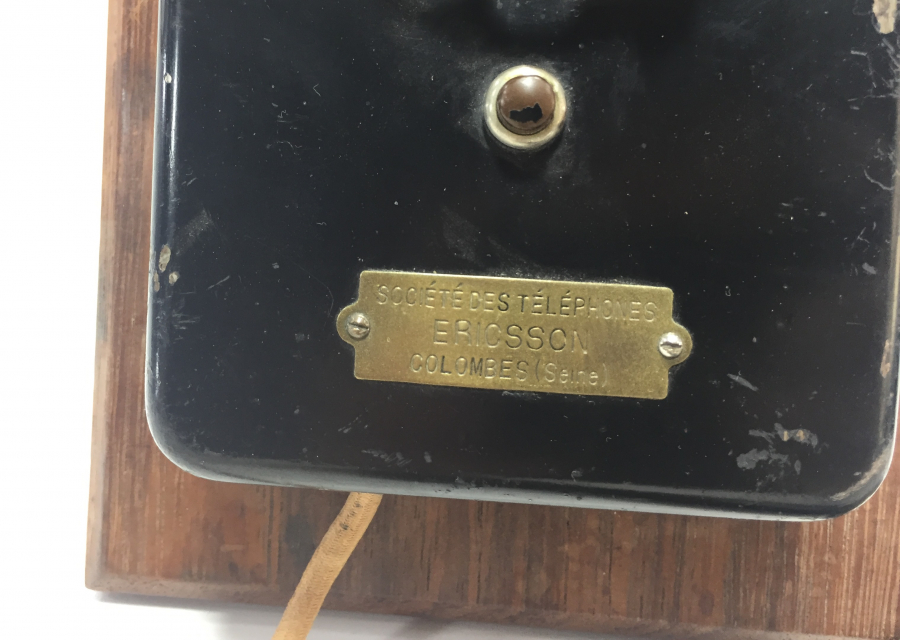 SOCIÉTÉ DES TÉLÉPHONES
ERICSSON
COLOMBES (Seine)